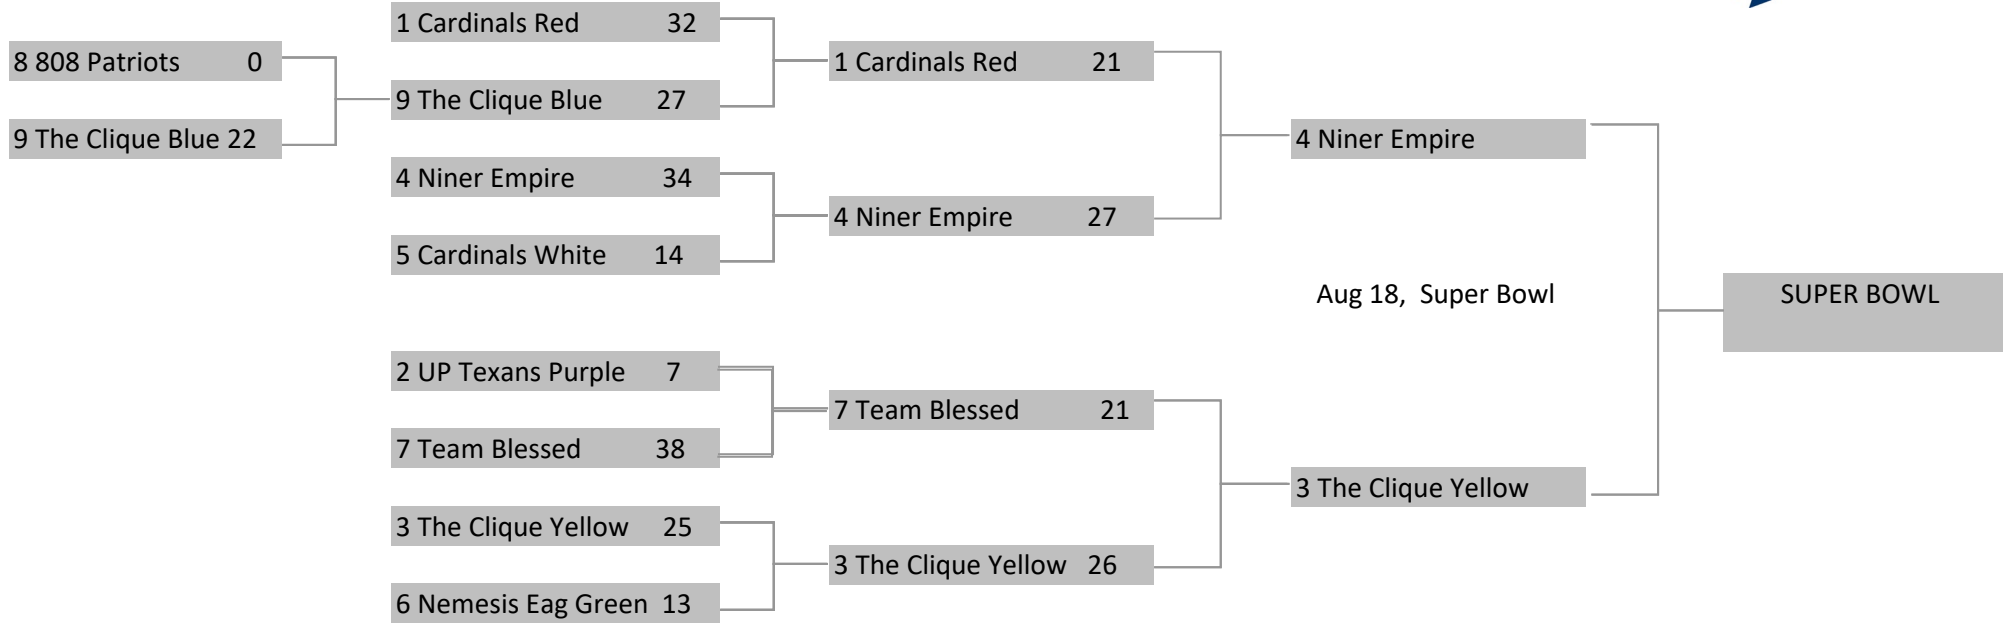 8 808 Patriots 0
9 The Clique Blue 22
1 Cardinals Red 32
9 The Clique Blue 27
4 Niner Empire 34
5 Cardinals White 14
2 UP Texans Purple 7
7 Team Blessed 38
3 The Clique Yellow 25
6 Nemesis Eag Green 13
1 Cardinals Red 21
4 Niner Empire 27
7 Team Blessed 21
3 The Clique Yellow 26
4 Niner Empire
Aug 18, Super Bowl
3 The Clique Yellow
SUPER BOWL